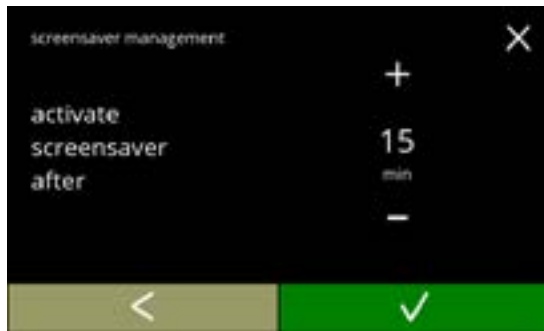 screensaver management
activate
screensaver
after
+
15
min
-